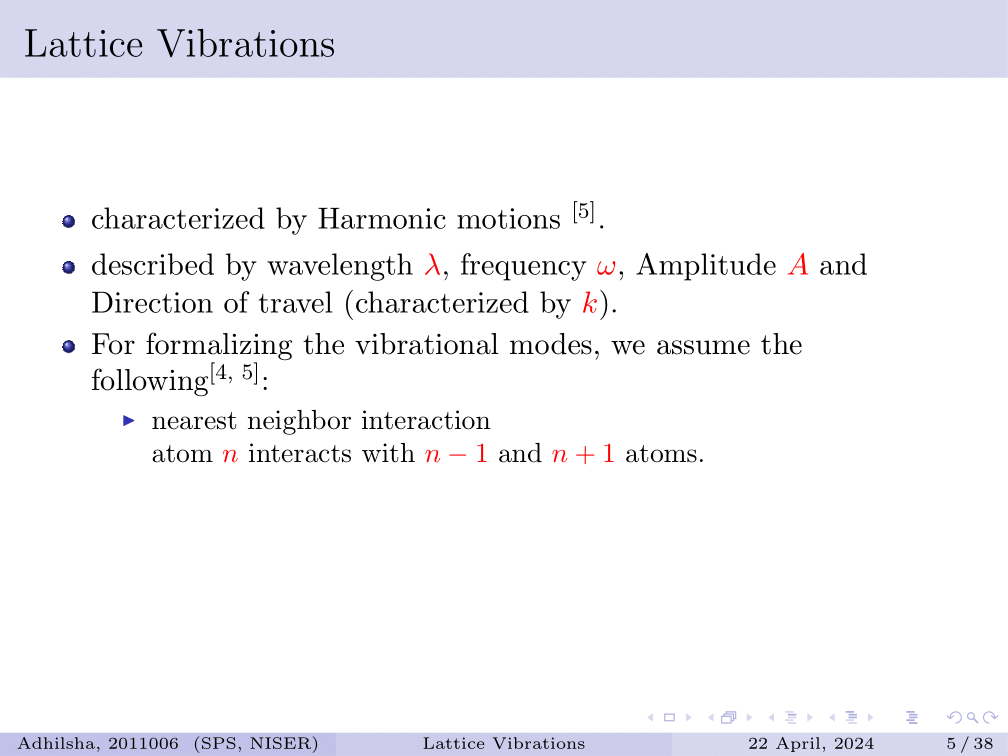 Lattice Vibrations
characterized by Harmonic motions [5].
described by wavelength λ, frequency ω, Amplitude A and
Direction of travel (characterized by k).
For formalizing the vibrational modes, we assume the
following[4, 5]:
nearest neighbor interaction
atom n interacts with n − 1 and n + 1 atoms.
Adhilsha, 2011006 (SPS, NISER) Lattice Vibrations 22 April, 2024 5 / 38